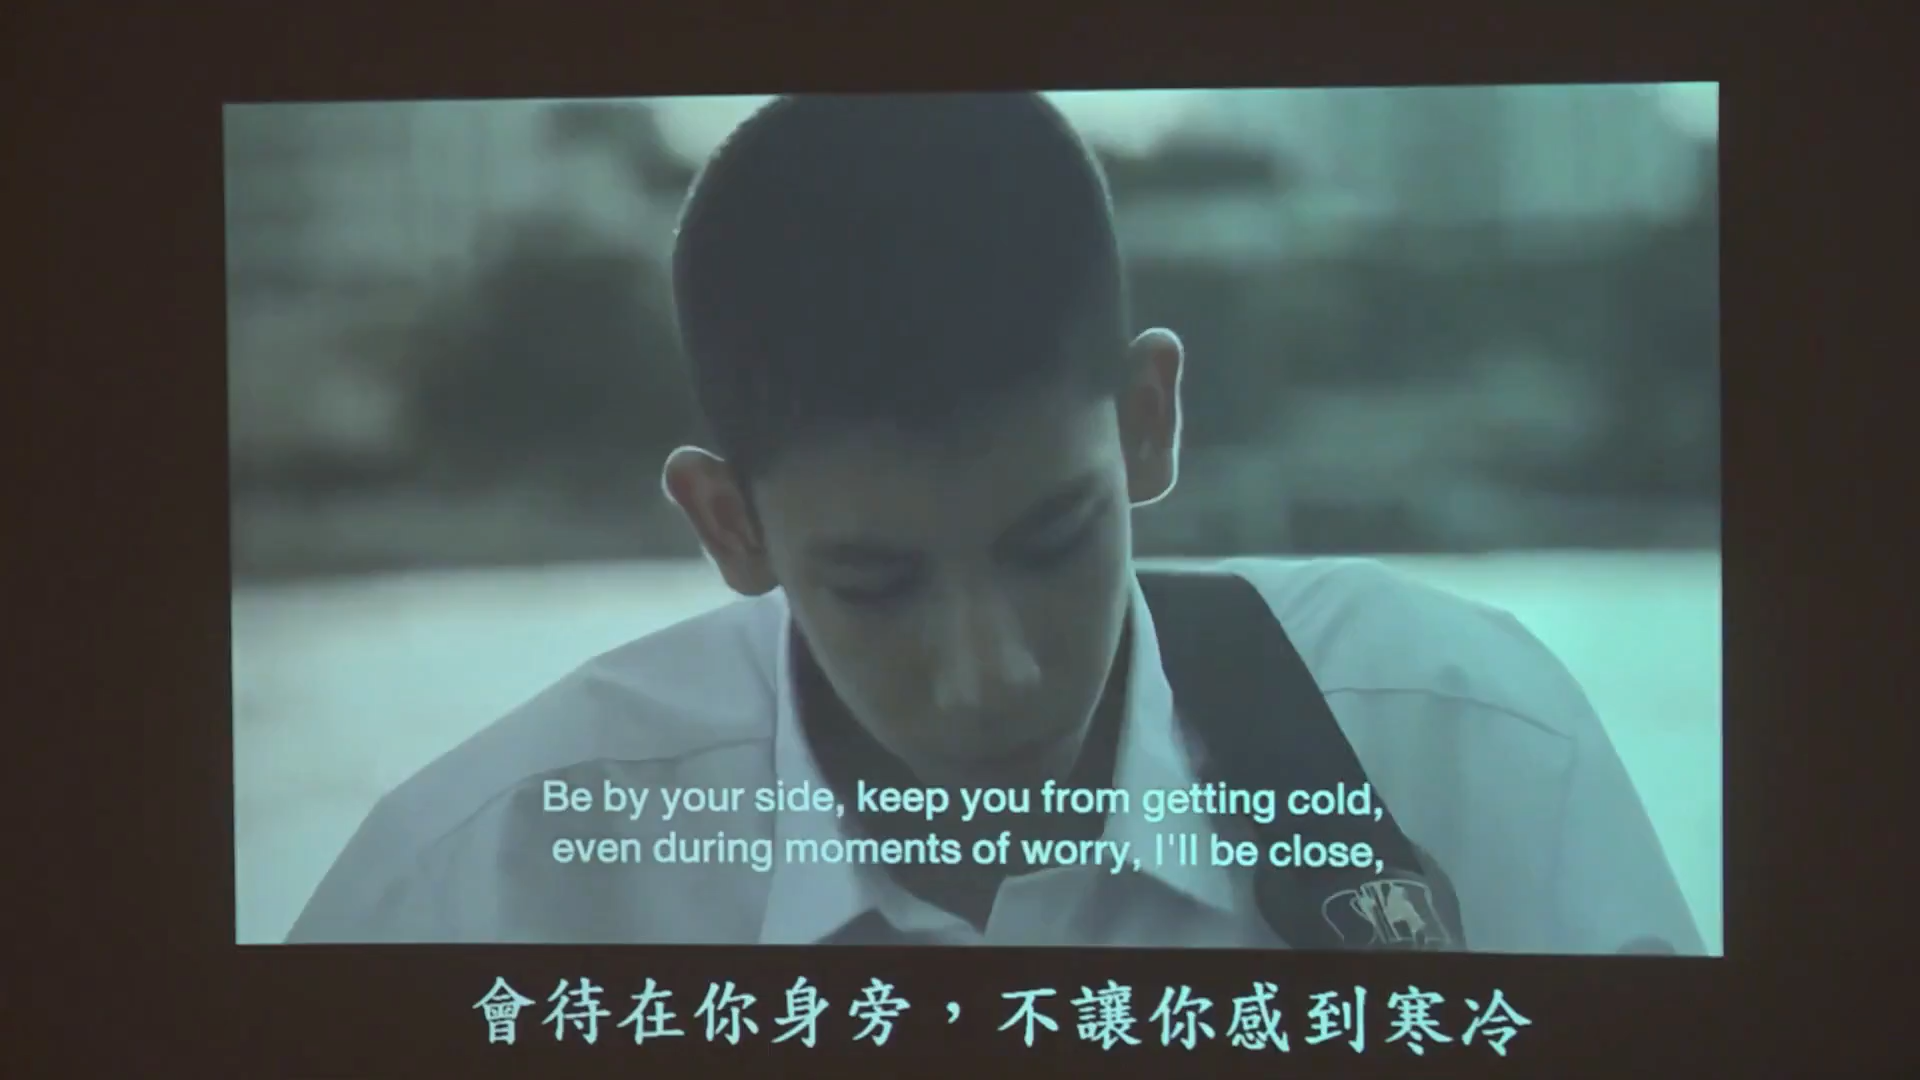 Be by your side, keep you from getting cold,
even during moments of worry, I'll be close,
會待在你身旁，不讓你感到寒冷